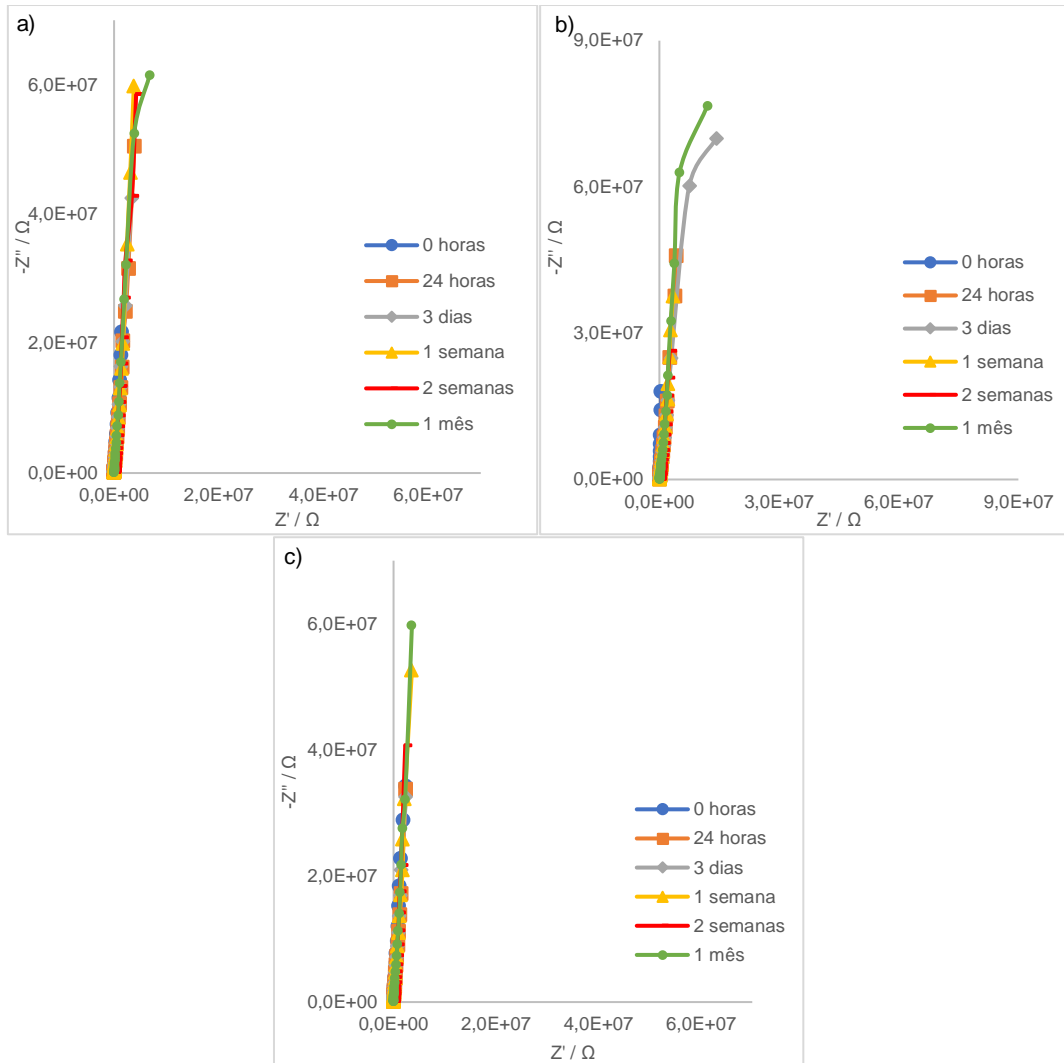 a)
6,0E+07
4,0E+07
2,0E+07
0,0E+00
-Z'' / Ω
0,0E+00 2,0E+07 4,0E+07 6,0E+07
Z' / Ω
0 horas
24 horas
3 dias
1 semana
2 semanas
1 mês
b)
9,0E+07
6,0E+07
3,0E+07
0,0E+00
-Z'' / Ω
0,0E+00 3,0E+07 6,0E+07 9,0E+07
Z' / Ω
0 horas
24 horas
3 dias
1 semana
2 semanas
1 mês
c)
6,0E+07
4,0E+07
2,0E+07
0,0E+00
-Z'' / Ω
0,0E+00 2,0E+07 4,0E+07 6,0E+07
Z' / Ω
0 horas
24 horas
3 dias
1 semana
2 semanas
1 mês